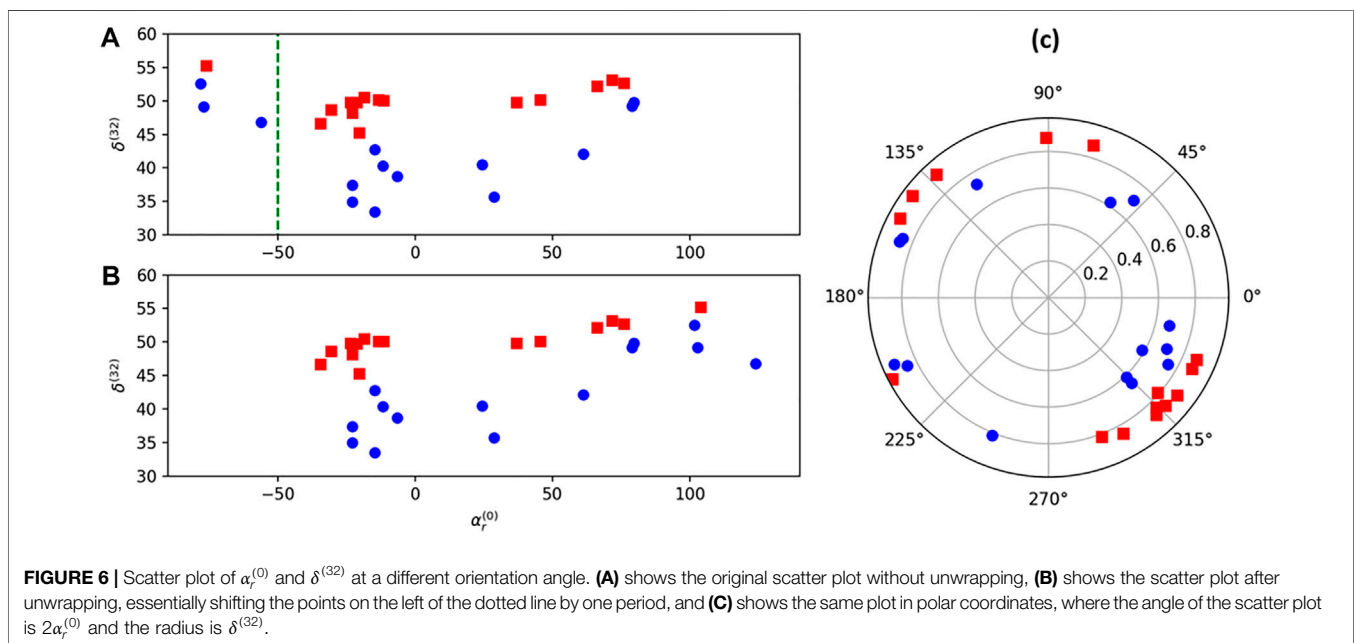 A
60
55
50
45
40
35
30
δ(32)
−50 0 50 100
B
60
55
50
45
40
35
30
δ(32)
−50 0 50 100
αr(0)
(c)
90°
135° 45°
180° 0°
0.2 0.4 0.6 0.8
225° 315°
270°
FIGURE 6 | Scatter plot of αr(0) and δ(32) at a different orientation angle. (A) shows the original scatter plot without unwrapping, (B) shows the scatter plot after
unwrapping, essentially shifting the points on the left of the dotted line by one period, and (C) shows the same plot in polar coordinates, where the angle of the scatter plot
is 2αr(0) and the radius is δ(32).